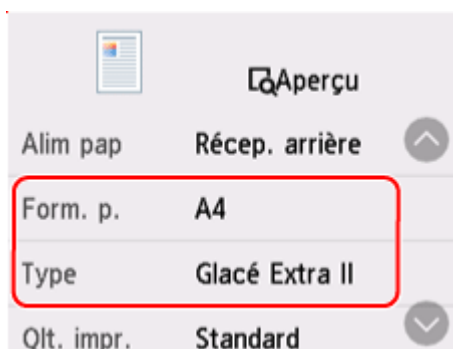 Aperçu
Alim pap Récep. arrière
Form. p. A4
Type Glacé Extra II
Qlt. impr. Standard